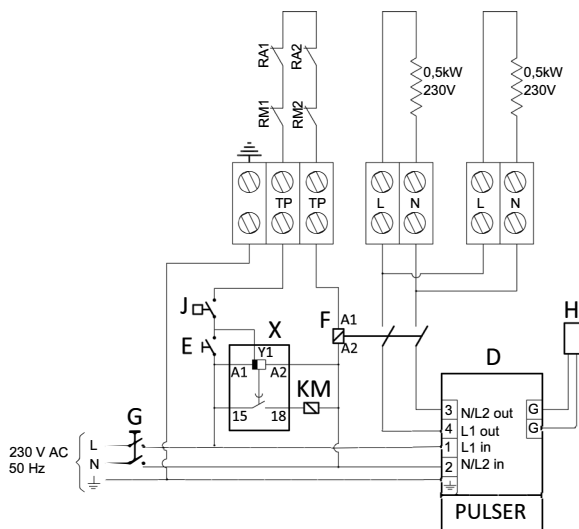 RA1
RA2
RM1
RM2
0,5kW
230V
0,5kW
230V
TP
TP
L
N
L
N
J
X
F
A1
A2
H
E
Y1
A1
A2
D
KM
15
18
G
3
N/L2 out
G
4
L1 out
G
1
L1 in
2
N/L2 in
230 V AC
50 Hz
L
N
PULSER